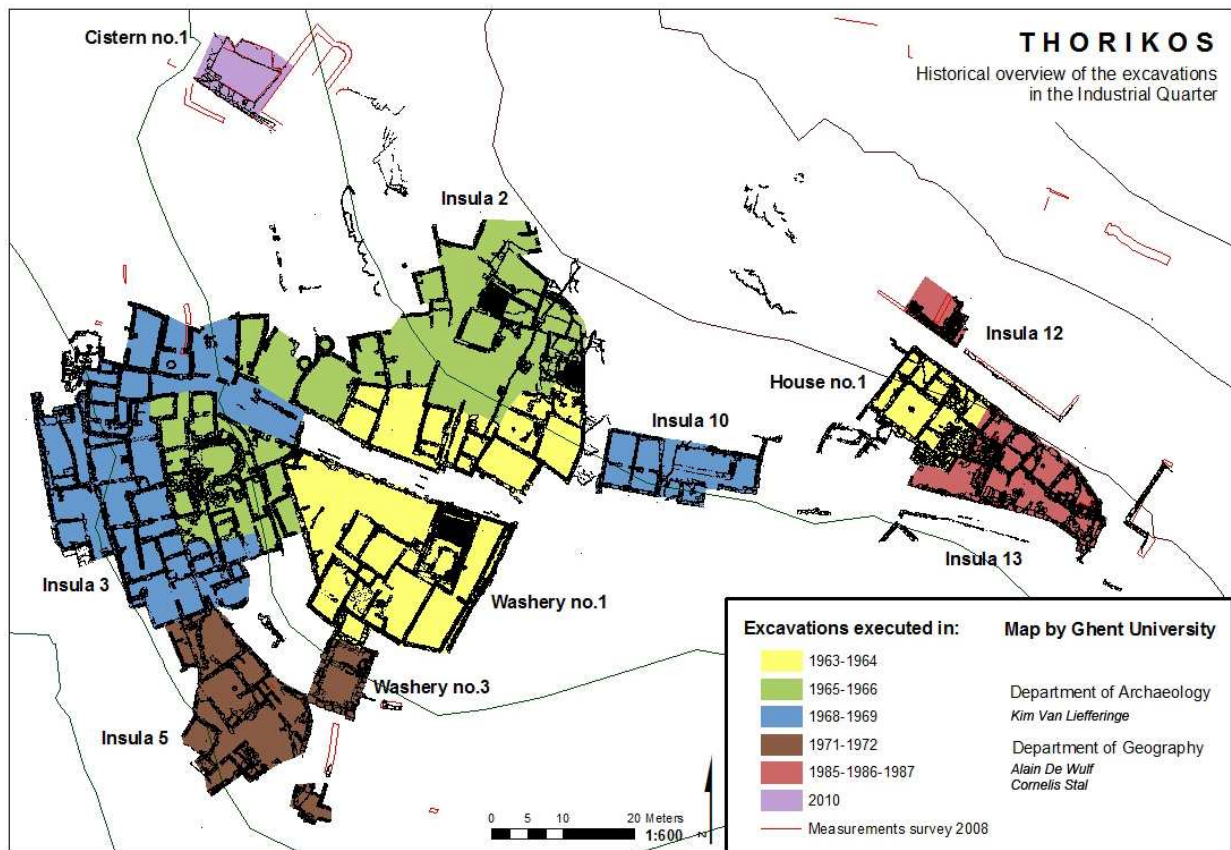 THORIKOS
Historical overview of the excavations
in the Industrial Quarter
Cistern no.1
Insula 2
Insula 12
House no.1
Insula 10
Insula 13
Insula 3
Washery no.1
Washery no.3
Insula 5
Excavations executed in:
1963-1964
1965-1966
1968-1969
1971-1972
1985-1986-1987
2010
Measurements survey 2008
Map by Ghent University
Department of Archaeology
Kim Van Liefferinge
Department of Geography
Alain De Wulf
Cornelis Stal
0 5 10 20 Meters
1:600
N